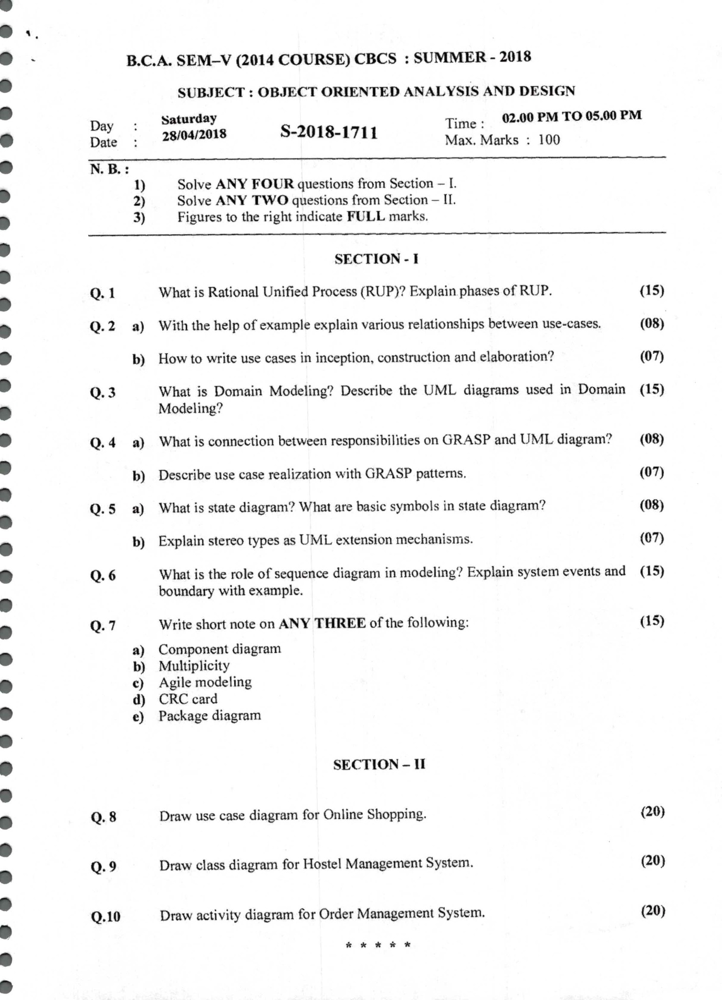 B.C.A. SEM–V (2014 COURSE) CBCS : SUMMER - 2018
SUBJECT : OBJECT ORIENTED ANALYSIS AND DESIGN
Day : Saturday S-2018-1711 Time : 02.00 PM TO 05.00 PM
Date : 28/04/2018 Max. Marks : 100
N. B. :
1) Solve ANY FOUR questions from Section – I.
2) Solve ANY TWO questions from Section – II.
3) Figures to the right indicate FULL marks.
SECTION - I
Q. 1 What is Rational Unified Process (RUP)? Explain phases of RUP. (15)
Q. 2 a) With the help of example explain various relationships between use-cases. (08)
b) How to write use cases in inception, construction and elaboration? (07)
Q. 3 What is Domain Modeling? Describe the UML diagrams used in Domain (15)
Modeling?
Q. 4 a) What is connection between responsibilities on GRASP and UML diagram? (08)
b) Describe use case realization with GRASP patterns. (07)
Q. 5 a) What is state diagram? What are basic symbols in state diagram? (08)
b) Explain stereo types as UML extension mechanisms. (07)
Q. 6 What is the role of sequence diagram in modeling? Explain system events and (15)
boundary with example.
Q. 7 Write short note on ANY THREE of the following: (15)
a) Component diagram
b) Multiplicity
c) Agile modeling
d) CRC card
e) Package diagram
SECTION – II
Q. 8 Draw use case diagram for Online Shopping. (20)
Q. 9 Draw class diagram for Hostel Management System. (20)
Q.10 Draw activity diagram for Order Management System. (20)
* * * * *